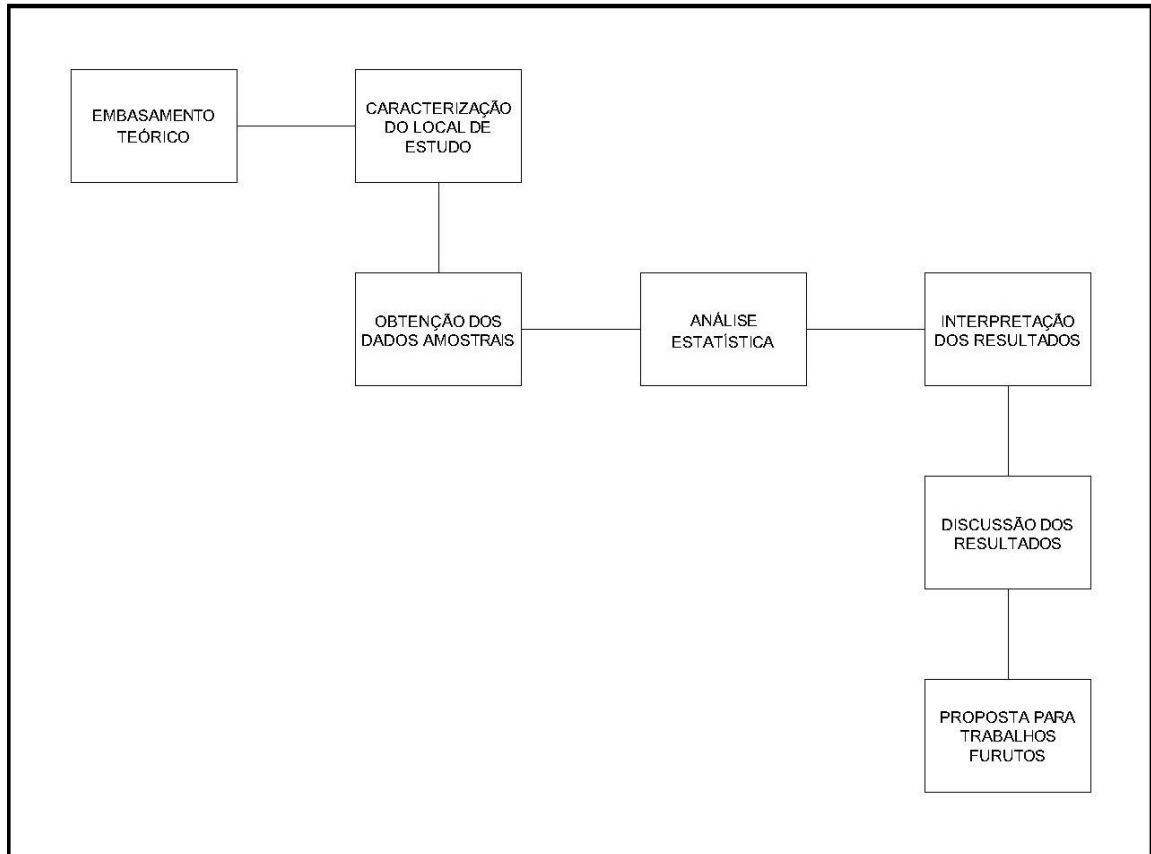 EMBASAMENTO
TEÓRICO
CARACTERIZAÇÃO
DO LOCAL DE
ESTUDO
OBTENÇÃO DOS
DADOS AMOSTRAIS
ANÁLISE
ESTATÍSTICA
INTERPRETAÇÃO
DOS RESULTADOS
DISCUSSÃO DOS
RESULTADOS
PROPOSTA PARA
TRABALHOS
FURUTOS